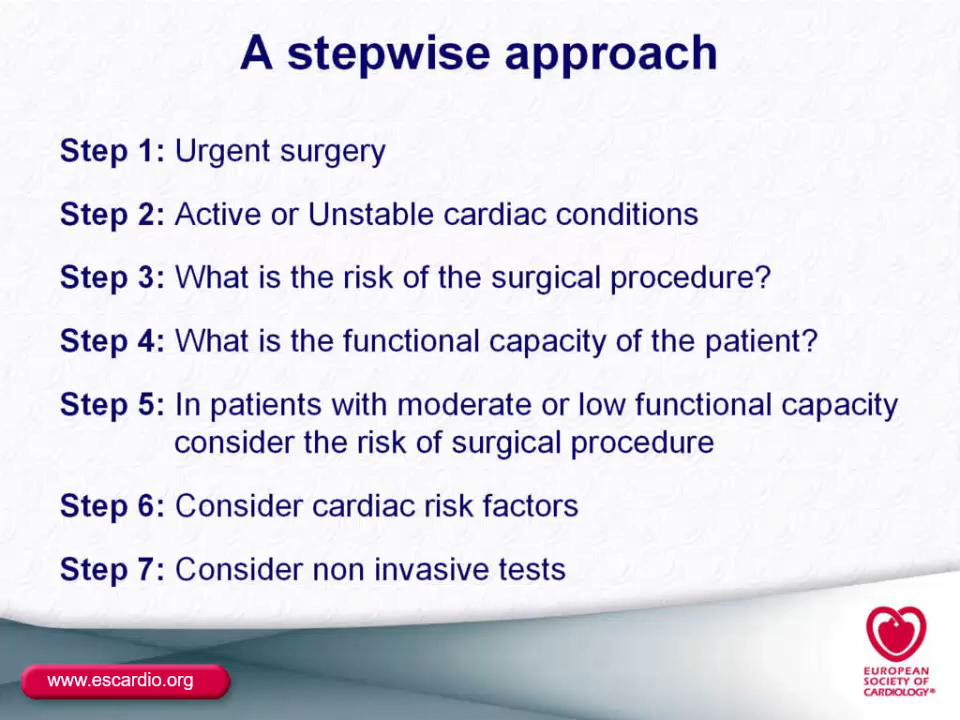 A stepwise approach
Step 1: Urgent surgery
Step 2: Active or Unstable cardiac conditions
Step 3: What is the risk of the surgical procedure?
Step 4: What is the functional capacity of the patient?
Step 5: In patients with moderate or low functional capacity
consider the risk of surgical procedure
Step 6: Consider cardiac risk factors
Step 7: Consider non invasive tests
www.escardio.org
EUROPEAN
SOCIETY OF
CARDIOLOGY®